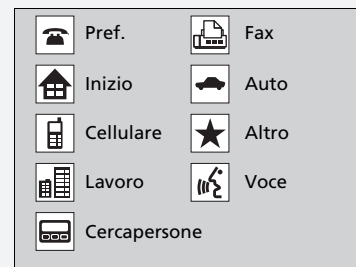 Pref. Fax
Inizio Auto
Cellulare Altro
Lavoro Voce
Cercapersone